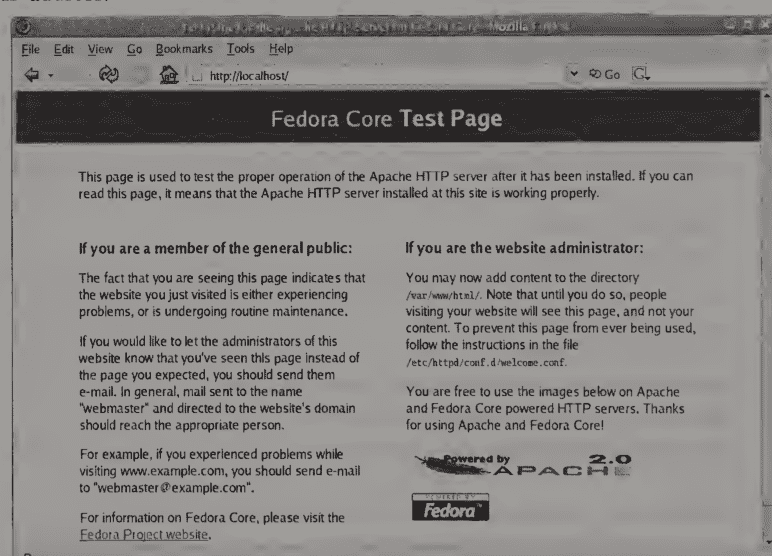 File Edit View Go Bookmarks Tools Help
http://localhost/
Go
Fedora Core Test Page
This page is used to test the proper operation of the Apache HTTP server after it has been installed. If you can
read this page, it means that the Apache HTTP server installed at this site is working properly.
If you are a member of the general public:
The fact that you are seeing this page indicates that
the website you just visited is either experiencing
problems, or is undergoing routine maintenance.
If you would like to let the administrators of this
website know that you've seen this page instead of
the page you expected, you should send them
e-mail. In general, mail sent to the name
"webmaster" and directed to the website's domain
should reach the appropriate person.
For example, if you experienced problems while
visiting www.example.com, you should send e-mail
to "webmaster@example.com".
For information on Fedora Core, please visit the
Fedora Project website.
If you are the website administrator:
You may now add content to the directory
/var/www/html/. Note that until you do so, people
visiting your website will see this page, and not your
content. To prevent this page from ever being used,
follow the instructions in the file
/etc/httpd/conf.d/welcome.conf.
You are free to use the images below on Apache
and Fedora Core powered HTTP servers. Thanks
for using Apache and Fedora Core!
Powered by 2.0
APACHE
POWERED BY
Fedora